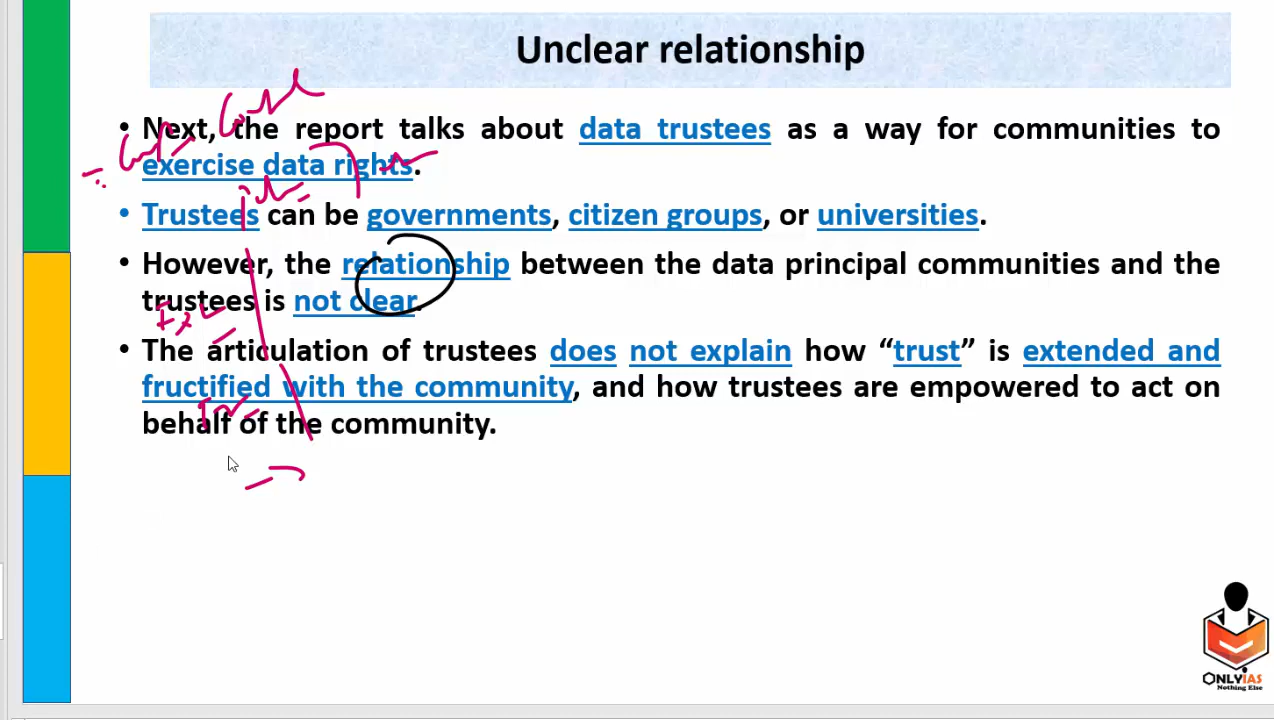 Unclear relationship
• Next, the report talks about data trustees as a way for communities to
exercise data rights.
• Trustees can be governments, citizen groups, or universities.
• However, the relationship between the data principal communities and the
trustees is not clear.
• The articulation of trustees does not explain how “trust” is extended and
fructified with the community, and how trustees are empowered to act on
behalf of the community.
ONLYIAS
Nothing Else